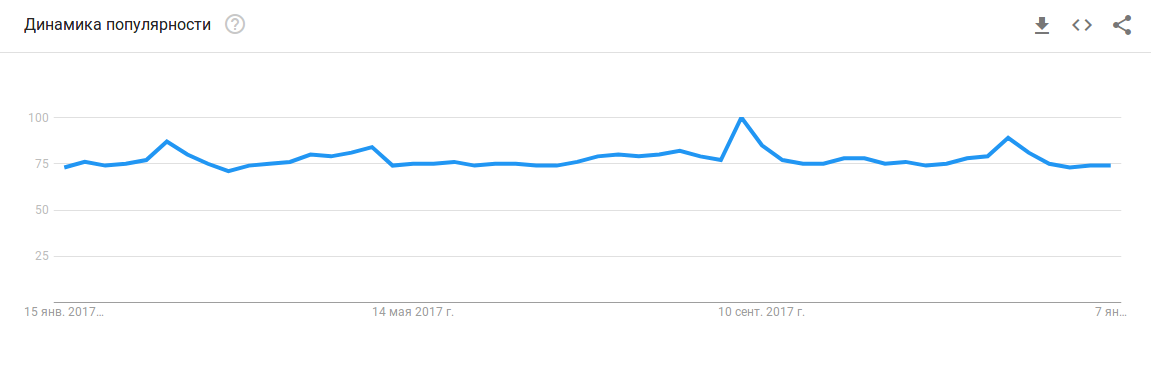 Динамика популярности ?
100
75
50
25
15 янв. 2017…
14 мая 2017 г.
10 сент. 2017 г.
7 ян…